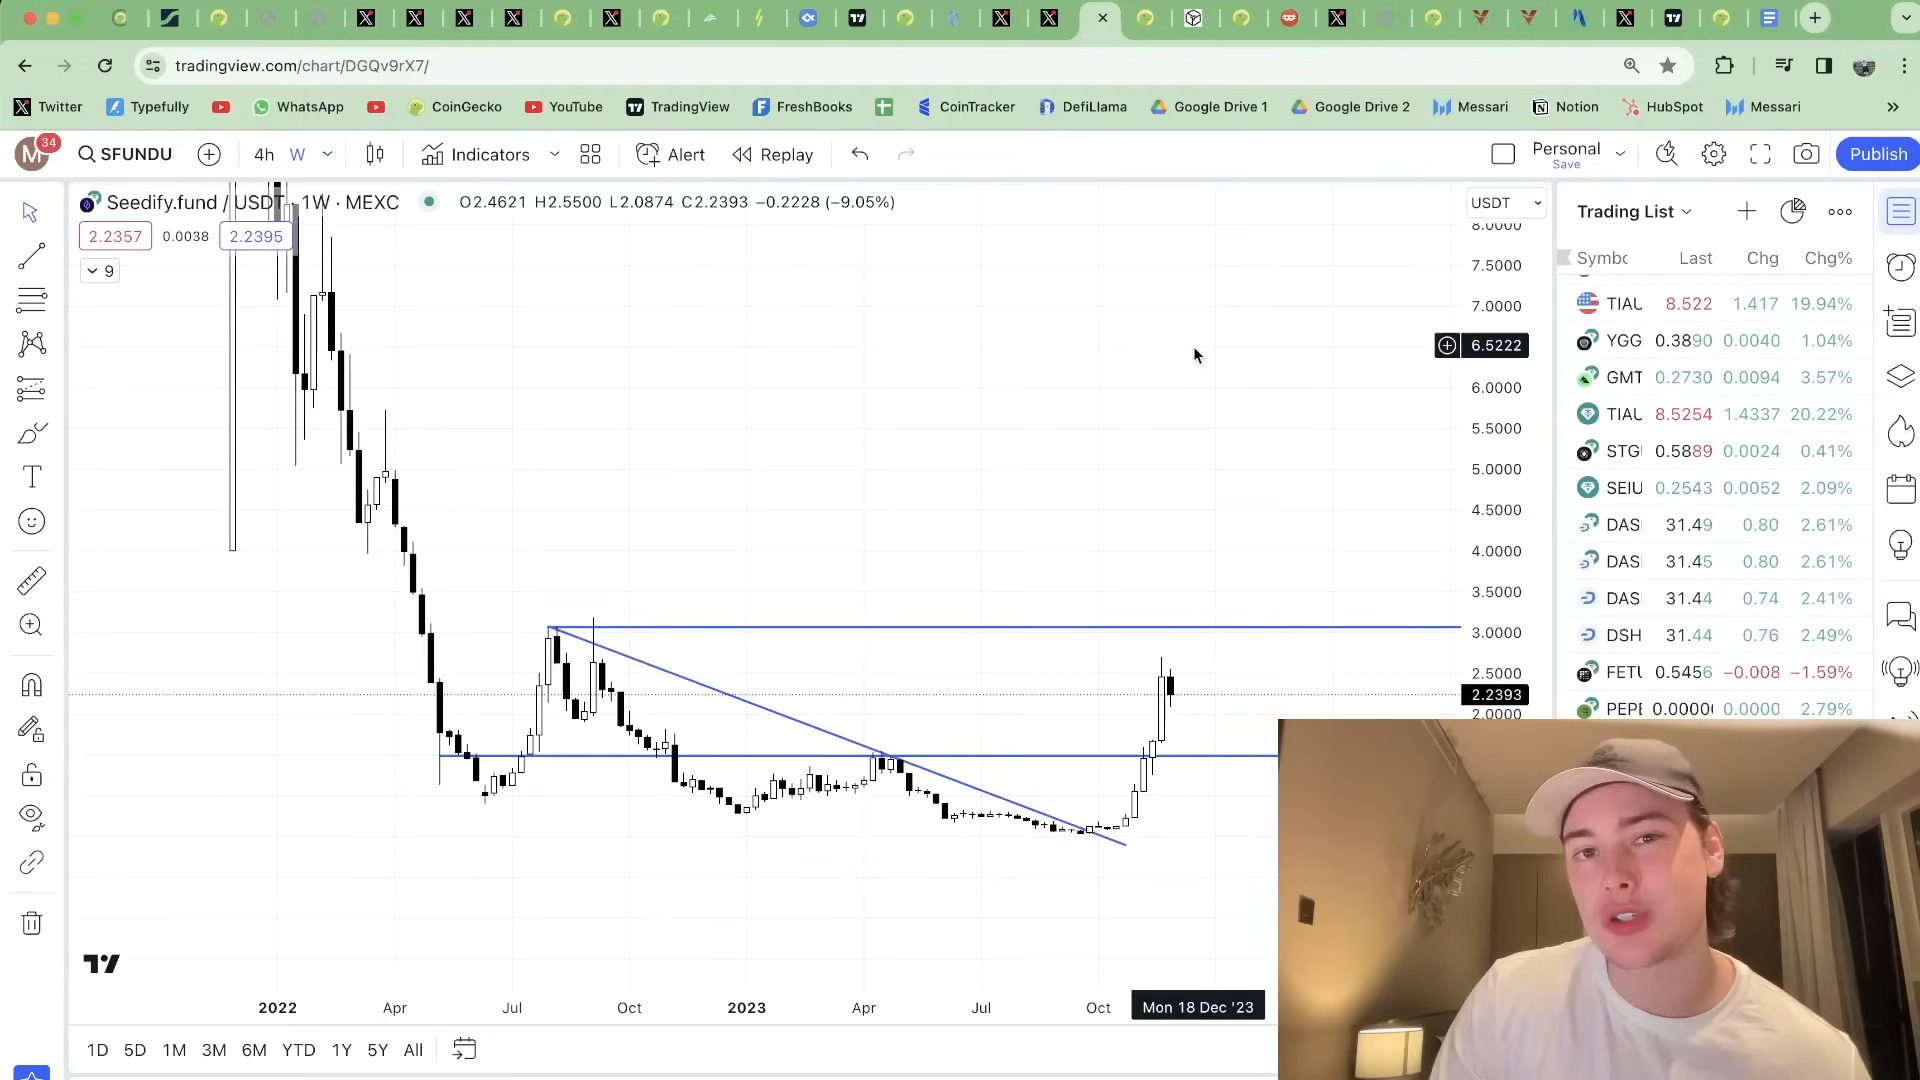 tradingview.com/chart/DGQv9rX7/
Twitter Typefully WhatsApp CoinGecko YouTube TradingView FreshBooks CoinTracker DefiLlama Google Drive 1 Google Drive 2 Messari Notion HubSpot Messari »
M 34 SFUNDU 4h W Indicators Alert Replay Personal Save Publish
Seedify.fund / USDT · 1W · MEXC O2.4621 H2.5500 L2.0874 C2.2393 −0.2228 (−9.05%)
2.2357 0.0038 2.2395
9
USDT
8.0000
7.5000
7.0000
6.5222
6.0000
5.5000
5.0000
4.5000
4.0000
3.5000
3.0000
2.5000
2.2393
2.0000
Trading List
Symbo Last Chg Chg%
TIAU 8.522 1.417 19.94%
YGG 0.3890 0.0040 1.04%
GMT 0.2730 0.0094 3.57%
TIAU 8.5254 1.4337 20.22%
STG 0.5889 0.0024 0.41%
SEIU 0.2543 0.0052 2.09%
DAS 31.49 0.80 2.61%
DAS 31.45 0.80 2.61%
DAS 31.44 0.74 2.41%
DSH 31.44 0.76 2.49%
FETU 0.5456 −0.008 −1.59%
PEPE 0.0000 0.0000 2.79%
2022 Apr Jul Oct 2023 Apr Jul Oct Mon 18 Dec '23
1D 5D 1M 3M 6M YTD 1Y 5Y All